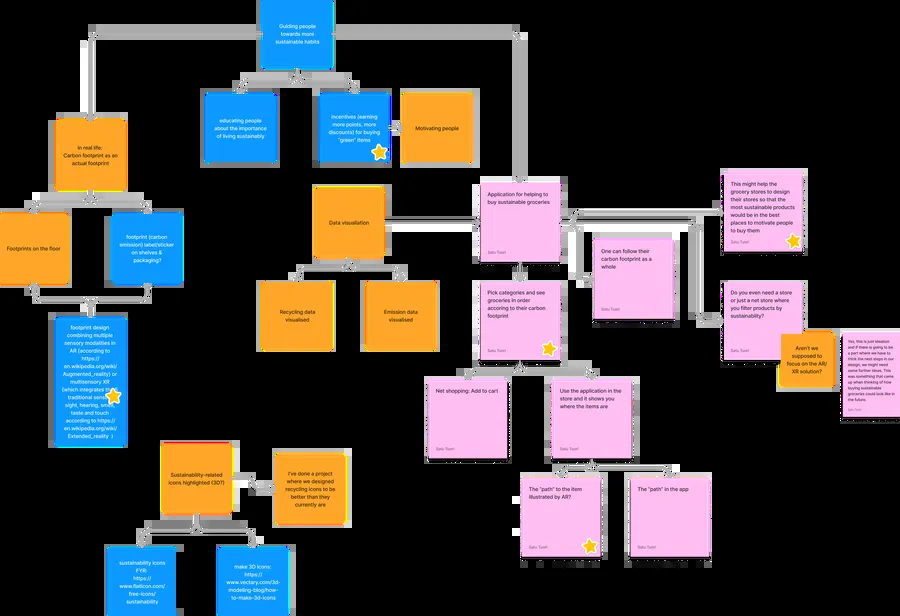 Guiding people
towards more
sustainable habits
educating people
about the importance
of living sustainably
incentives (earning
more points, more
discounts) for buying
"green" items
Motivating people
In real life:
Carbon footprint as an
actual footprint
Footprints on the floor
footprint (carbon
emission) label/sticker
on shelves &
packaging?
footprint design
combining multiple
sensory modalities in
AR (according to
https://
en.wikipedia.org/wiki/
Augmented_reality) or
multisensory XR
(which integrates the
traditional senses
sight, hearing, smell,
taste and touch
according to https://
en.wikipedia.org/wiki/
Extended_reality )
Data visualisation
Recycling data
visualised
Emission data
visualised
Application for helping to
buy sustainable groceries
Satu Tuori
Pick categories and see
groceries in order
accoring to their carbon
footprint
Satu Tuori
One can follow their
carbon footprint as a
whole
Satu Tuori
This might help the
grocery stores to design
their stores so that the
most sustainable products
would be in the best
places to motivate people
to buy them
Satu Tuori
Do you even need a store
or just a net store where
you filter products by
sustainability?
Satu Tuori
Aren't we
supposed to
focus on the AR/
XR solution?
Yes, this is just ideation
and if there is going to be
a part where we have to
think the next steps in our
design, we might need
some further ideas. This
was something that came
up when thinking of how
buying sustainable
groceries could look like in
the future.
Satu Tuori
Net shopping: Add to cart
Satu Tuori
Use the application in the
store and it shows you
where the items are
Satu Tuori
The "path" to the item
illustrated by AR?
Satu Tuori
The "path" in the app
Satu Tuori
Sustainability-related
icons highlighted (3D?)
I've done a project
where we designed
recycling icons to be
better than they
currently are
sustainability icons
FYR:
https://
www.flaticon.com/
free-icons/
sustainability
make 3D icons:
https://
www.vectary.com/3d-
modeling-blog/how-
to-make-3d-icons